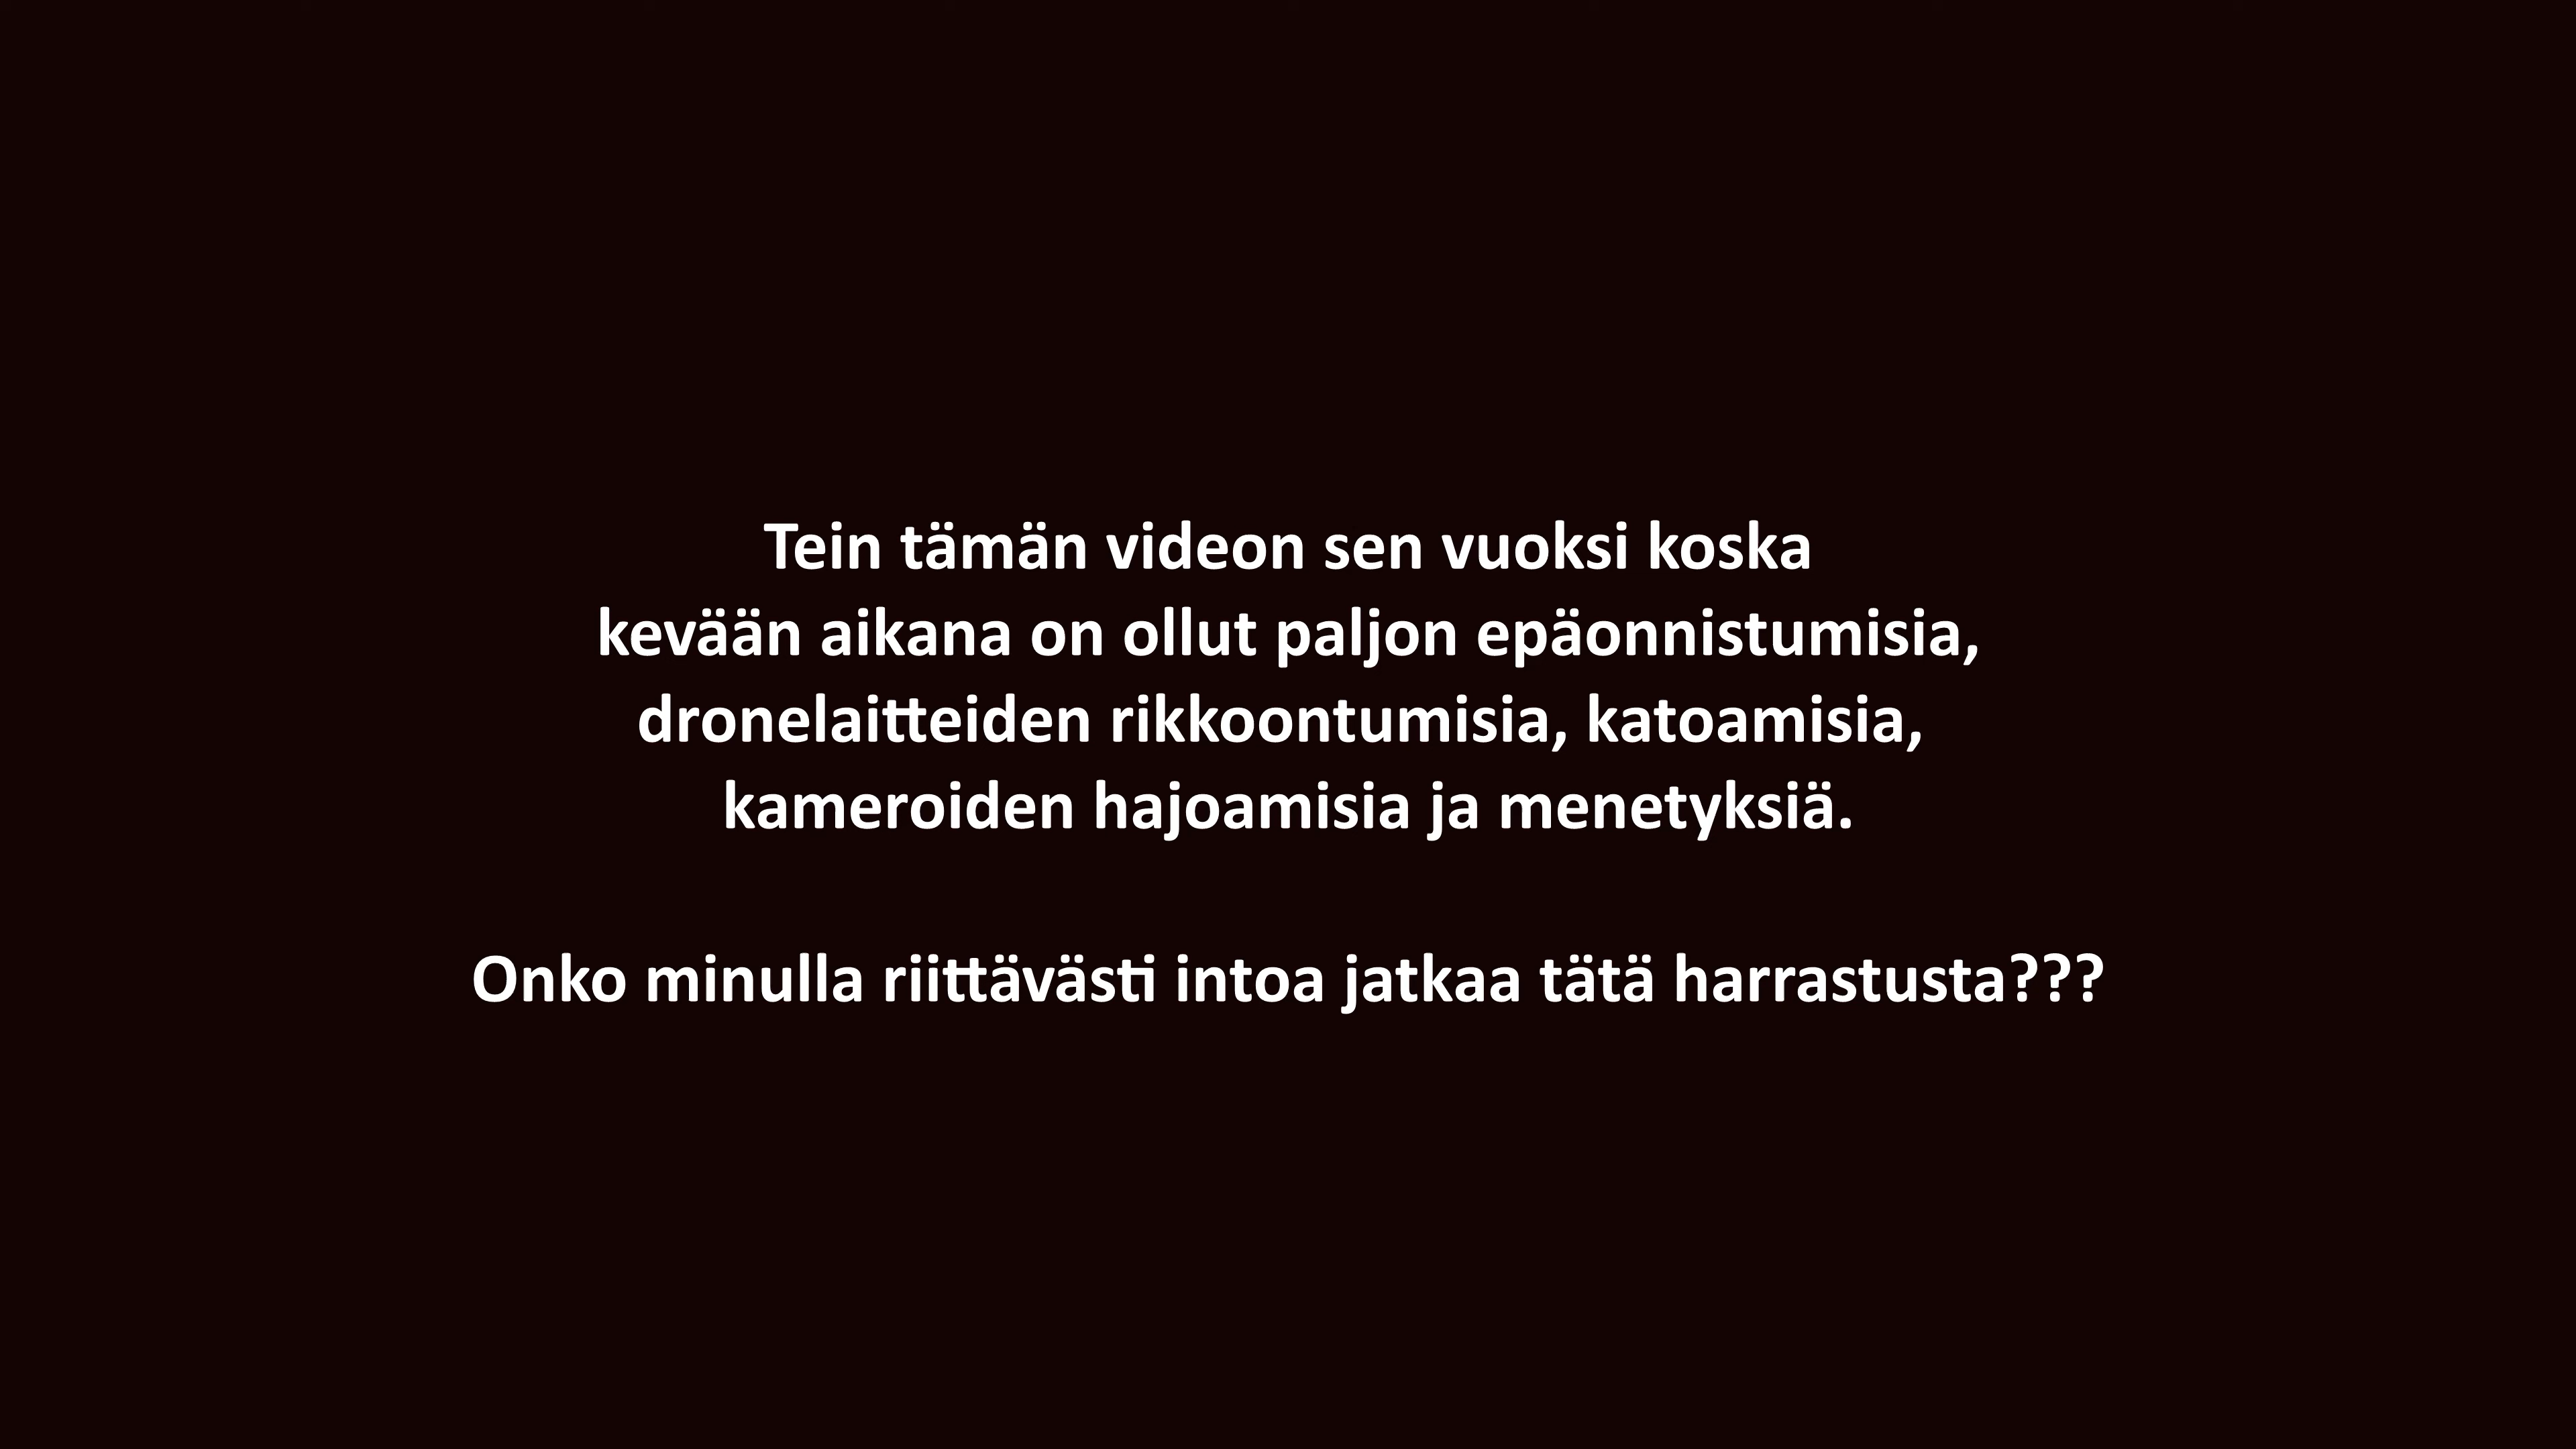 Tein tämän videon sen vuoksi koska
kevään aikana on ollut paljon epäonnistumisia,
dronelaitteiden rikkoontumisia, katoamisia,
kameroiden hajoamisia ja menetyksiä.
Onko minulla riittävästi intoa jatkaa tätä harrastusta???